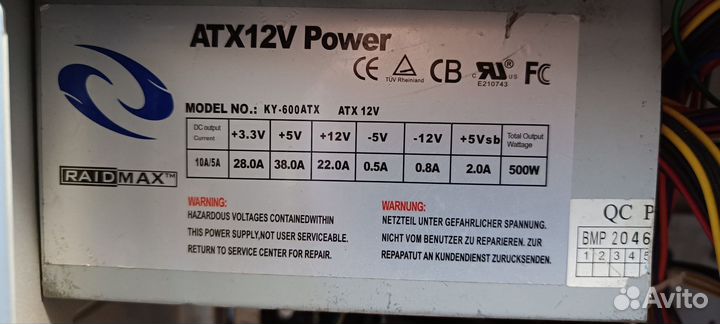 ATX12V Power
CE TÜV Rheinland CB RU US E210743 FC
MODEL NO.: KY-600ATX ATX 12V
DC output Current +3.3V +5V +12V -5V -12V +5Vsb Total Output Wattage
10A/5A 28.0A 38.0A 22.0A 0.5A 0.8A 2.0A 500W
RAIDMAX™
WARNING:
HAZARDOUS VOLTAGES CONTAINEDWITHIN
THIS POWER SUPPLY,NOT USER SERVICEABLE.
RETURN TO SERVICE CENTER FOR REPAIR.
WARNUNG:
NETZTEIL UNTER GEFAHRLICHER SPANNUNG.
NICHT VOM BENUTZER ZU REPARIEREN. ZUR
REPAPATUT AN KUNDENDIENST ZURTCKSENDEN
QC P
BMP 2046
1 2 3 4 5
Avito